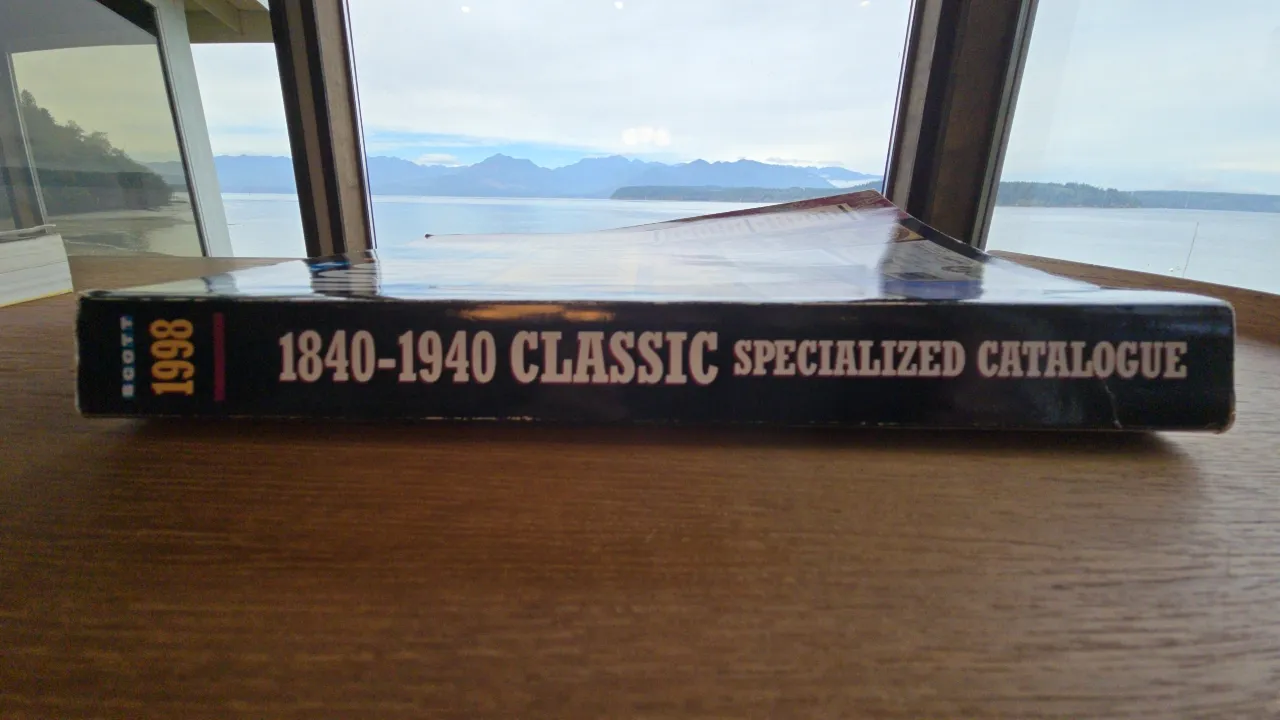 SCOTT
1998
1840-1940 CLASSIC SPECIALIZED CATALOGUE